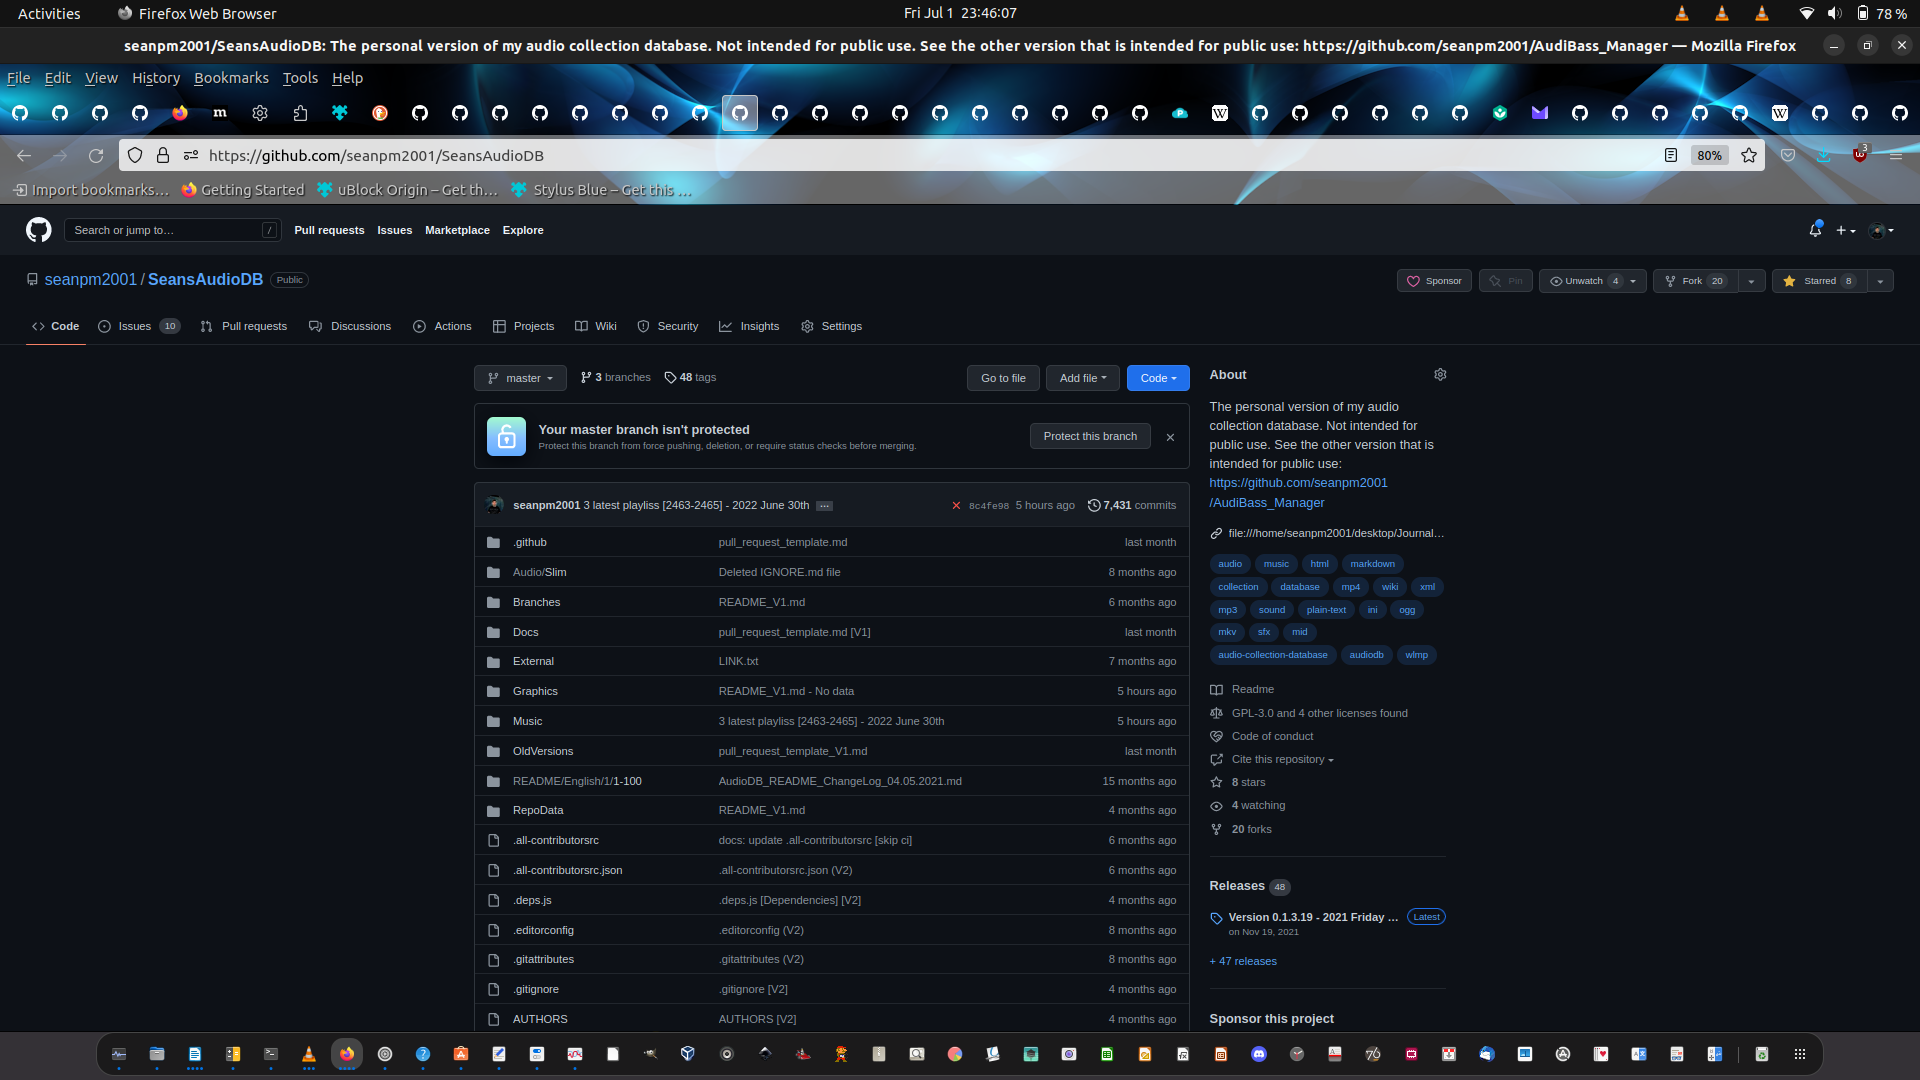 Activities
Firefox Web Browser
Fri Jul 1 23:46:07
78 %
seanpm2001/SeansAudioDB: The personal version of my audio collection database. Not intended for public use. See the other version that is intended for public use: https://github.com/seanpm2001/AudiBass_Manager — Mozilla Firefox
File Edit View History Bookmarks Tools Help
https://github.com/seanpm2001/SeansAudioDB
80%
3
Import bookmarks…
Getting Started
uBlock Origin – Get th…
Stylus Blue – Get this …
Search or jump to…
/
Pull requests Issues Marketplace Explore
seanpm2001 / SeansAudioDB
Public
Sponsor
Pin
Unwatch 4
Fork 20
Starred 8
Code
Issues 10
Pull requests
Discussions
Actions
Projects
Wiki
Security
Insights
Settings
master
3 branches
48 tags
Go to file
Add file
Code
Your master branch isn't protected
Protect this branch from force pushing, deletion, or require status checks before merging.
Protect this branch
seanpm2001 3 latest playliss [2463-2465] - 2022 June 30th …
8c4fe98 5 hours ago
7,431 commits
.github pull_request_template.md last month
Audio/Slim Deleted IGNORE.md file 8 months ago
Branches README_V1.md 6 months ago
Docs pull_request_template.md [V1] last month
External LINK.txt 7 months ago
Graphics README_V1.md - No data 5 hours ago
Music 3 latest playliss [2463-2465] - 2022 June 30th 5 hours ago
OldVersions pull_request_template_V1.md last month
README/English/1/1-100 AudioDB_README_ChangeLog_04.05.2021.md 15 months ago
RepoData README_V1.md 4 months ago
.all-contributorsrc docs: update .all-contributorsrc [skip ci] 6 months ago
.all-contributorsrc.json .all-contributorsrc.json (V2) 6 months ago
.deps.js .deps.js [Dependencies] [V2] 4 months ago
.editorconfig .editorconfig (V2) 8 months ago
.gitattributes .gitattributes (V2) 8 months ago
.gitignore .gitignore [V2] 4 months ago
AUTHORS AUTHORS [V2] 4 months ago
About
The personal version of my audio
collection database. Not intended for
public use. See the other version that is
intended for public use:
https://github.com/seanpm2001
/AudiBass_Manager
file:///home/seanpm2001/desktop/Journal…
audio music html markdown
collection database mp4 wiki xml
mp3 sound plain-text ini ogg
mkv sfx mid
audio-collection-database audiodb wlmp
Readme
GPL-3.0 and 4 other licenses found
Code of conduct
Cite this repository
8 stars
4 watching
20 forks
Releases 48
Version 0.1.3.19 - 2021 Friday …
Latest
on Nov 19, 2021
+ 47 releases
Sponsor this project